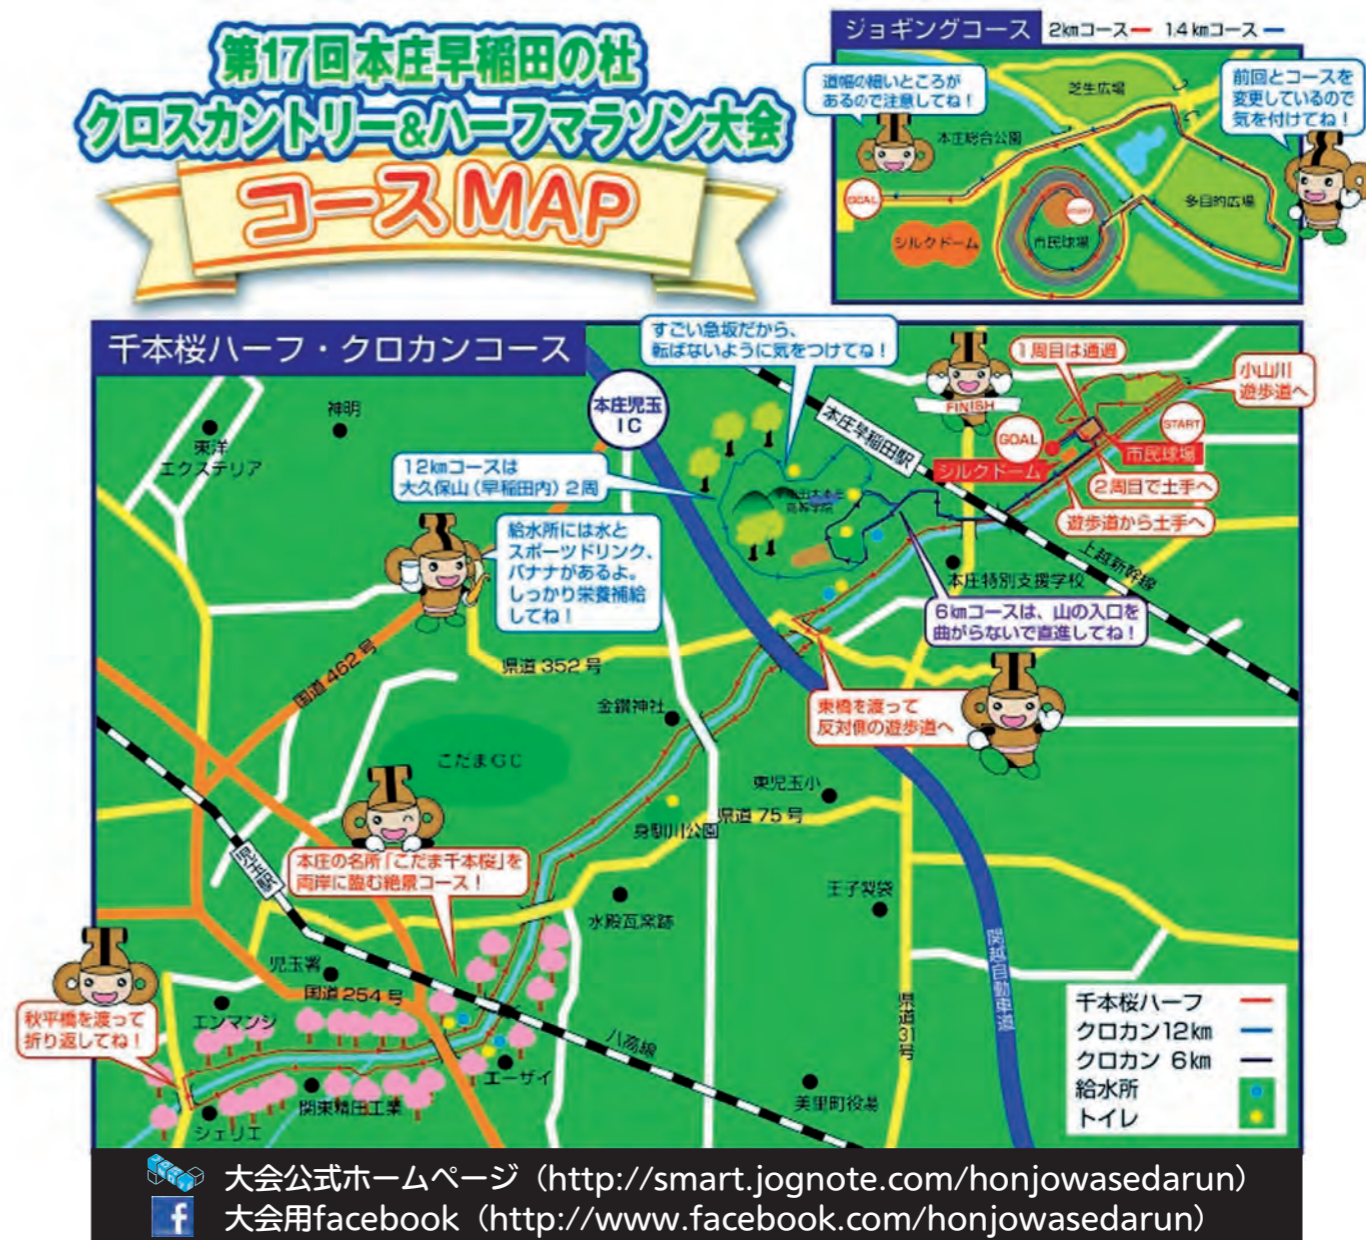 第17回本庄早稲田の杜
クロスカントリー&ハーフマラソン大会
コースMAP
ジョギングコース 2kmコース 1.4kmコース
道幅の細いところが
あるので注意してね!
前回とコースを
変更しているので
気を付けてね!
芝生広場
本庄総合公園
多目的広場
GOAL
START
シルクドーム
市民球場
千本桜ハーフ・クロカンコース
すごい急坂だから、
転ばないように気をつけてね!
本庄児玉
IC
神明
東洋
エクステリア
12kmコースは
大久保山(早稲田内)2周
給水所には水と
スポーツドリンク、
バナナがあるよ。
しっかり栄養補給
してね!
高等学院
本庄早稲田駅
FINISH
1周目は通過
小山川
遊歩道へ
START
GOAL
シルクドーム
市民球場
2周目で土手へ
遊歩道から土手へ
上越新幹線
本庄特別支援学校
6kmコースは、山の入口を
曲がらないで直進してね!
国道462号
県道352号
金鑚神社
東橋を渡って
反対側の遊歩道へ
こだまGC
東児玉小
県道75号
身馴川公園
児玉駅
本庄の名所「こだま千本桜」を
両岸に臨む絶景コース!
水殿瓦窯跡
王子製袋
児玉署
国道254号
関越自動車道
秋平橋を渡って
折り返してね!
エンマンジ
県道31号
八高線
エーザイ
関東精田工業
シェリエ
美里町役場
千本桜ハーフ
クロカン12km
クロカン 6km
給水所
トイレ
大会公式ホームページ(http://smart.jognote.com/honjowasedarun)
大会用facebook(http://www.facebook.com/honjowasedarun)